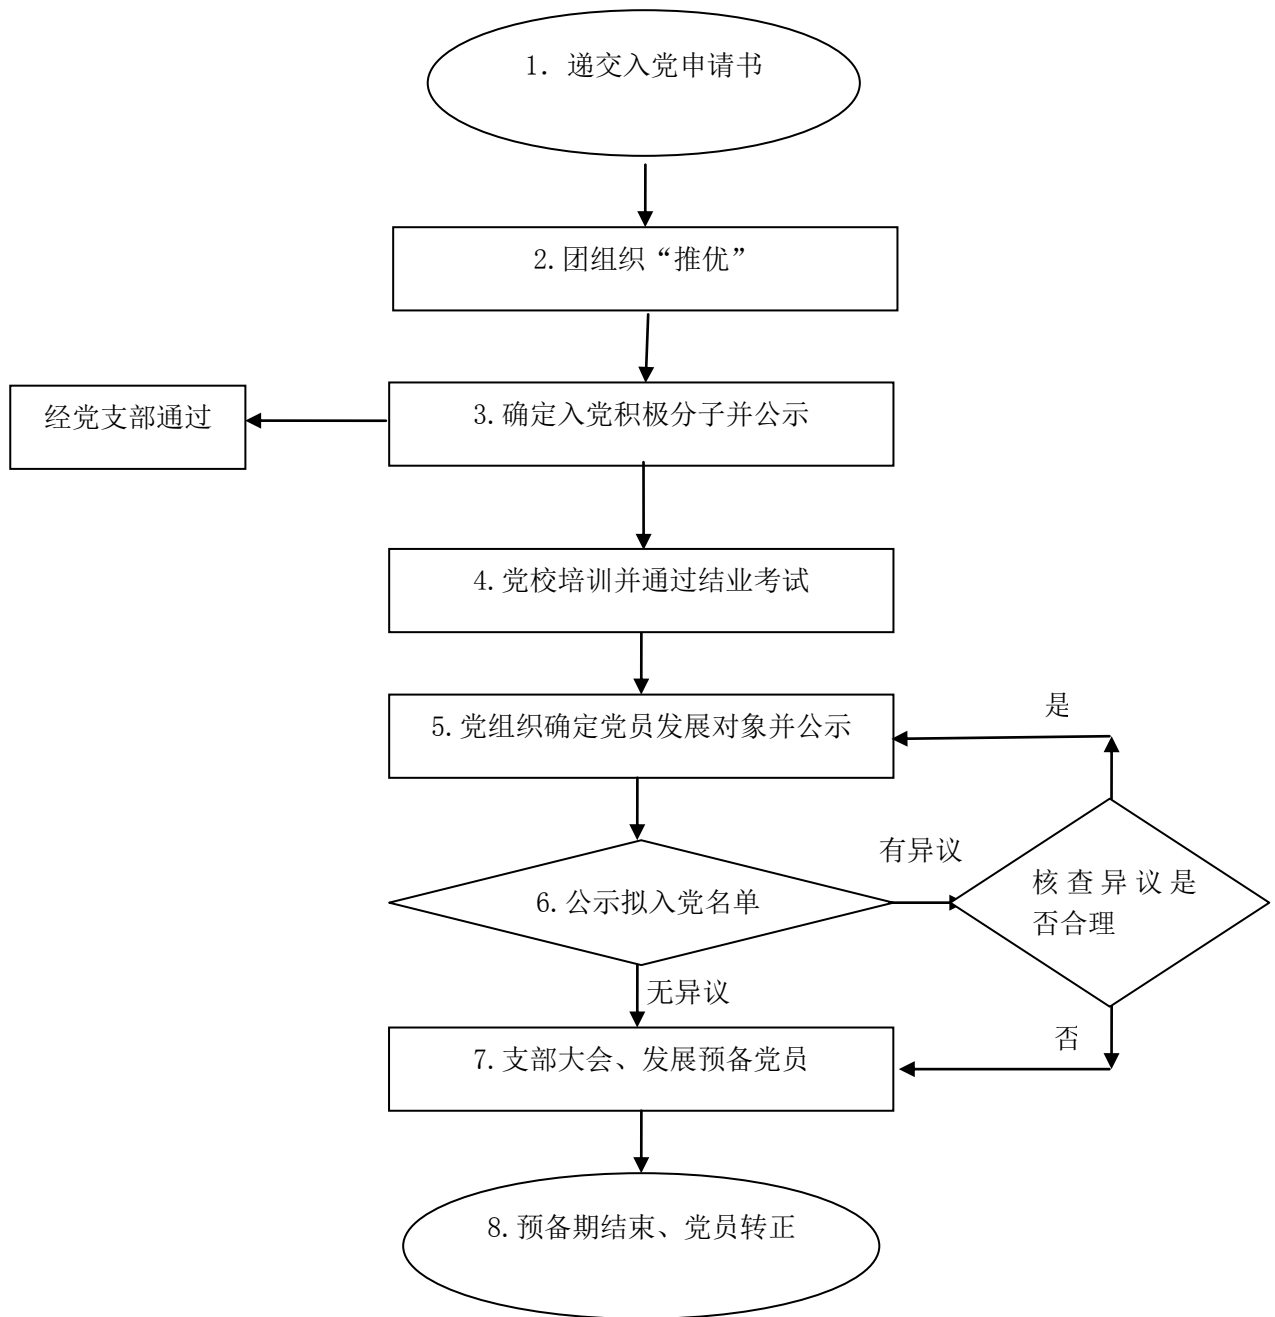 1. 递交入党申请书
2.团组织“推优”
经党支部通过
3.确定入党积极分子并公示
4.党校培训并通过结业考试
5.党组织确定党员发展对象并公示
是
有异议
6.公示拟入党名单
核查异议是
否合理
无异议
7.支部大会、发展预备党员
否
8.预备期结束、党员转正